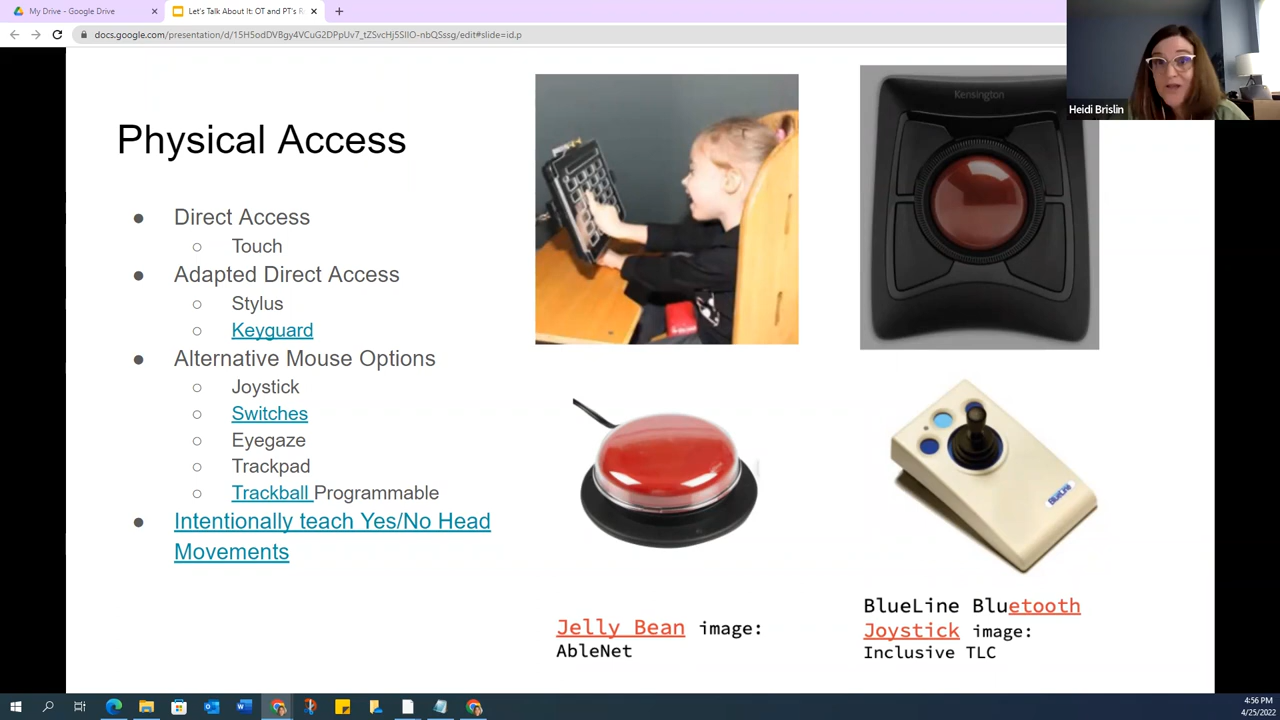 My Drive - Google Drive
Let's Talk About It: OT and PT's R
docs.google.com/presentation/d/15H5odDVBgy4VCuG2DPpUv7_tZSvcHj5SIIO-nbQSssg/edit#slide=id.p
Heidi Brislin
Kensington
Physical Access
Direct Access
Touch
Adapted Direct Access
Stylus
Keyguard
Alternative Mouse Options
Joystick
Switches
Eyegaze
Trackpad
Trackball Programmable
Intentionally teach Yes/No Head
Movements
BlueLine
Jelly Bean image:
AbleNet
BlueLine Bluetooth
Joystick image:
Inclusive TLC
4:56 PM
4/25/2022